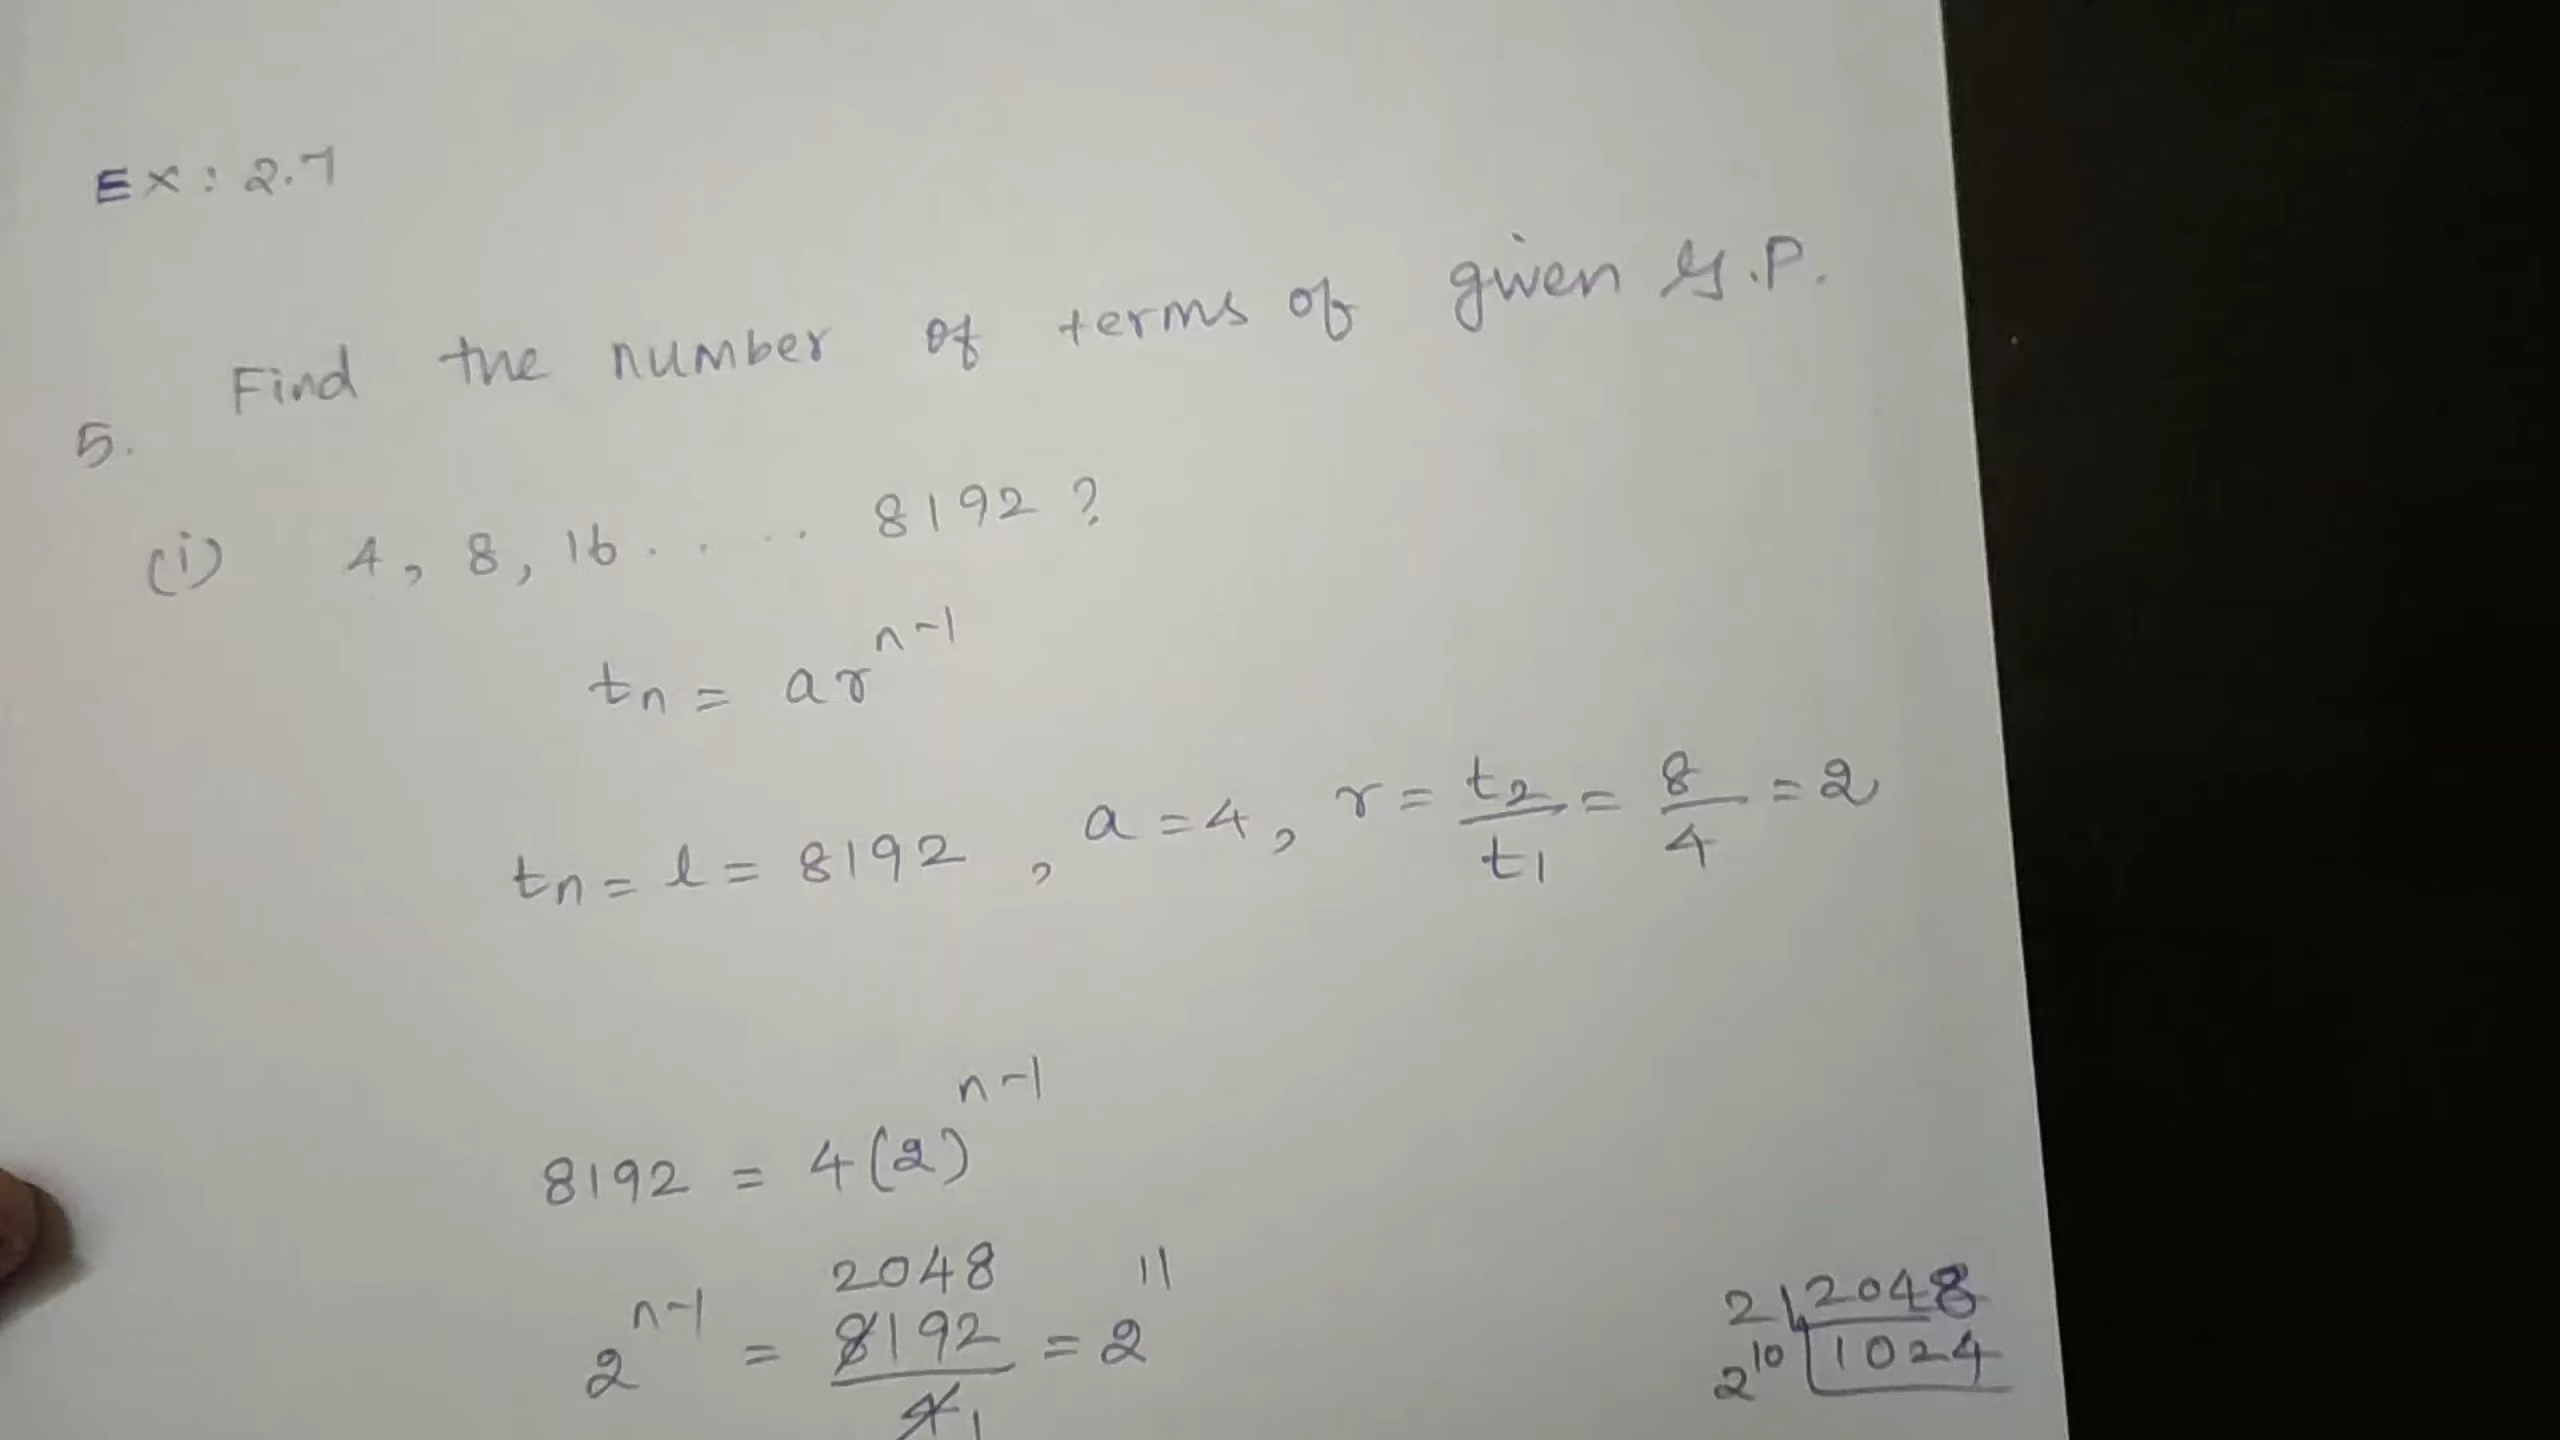 Ex: 2.7
5. Find the number of terms of given G.P.
(i) 4, 8, 16..... 8192?
tn = ar^n-1
tn = l = 8192, a = 4, r = t2/t1 = 8/4 = 2
8192 = 4(2)^n-1
2048
2^n-1 = 8192/4 1 = 2^11
2 | 2048
2^10 | 1024